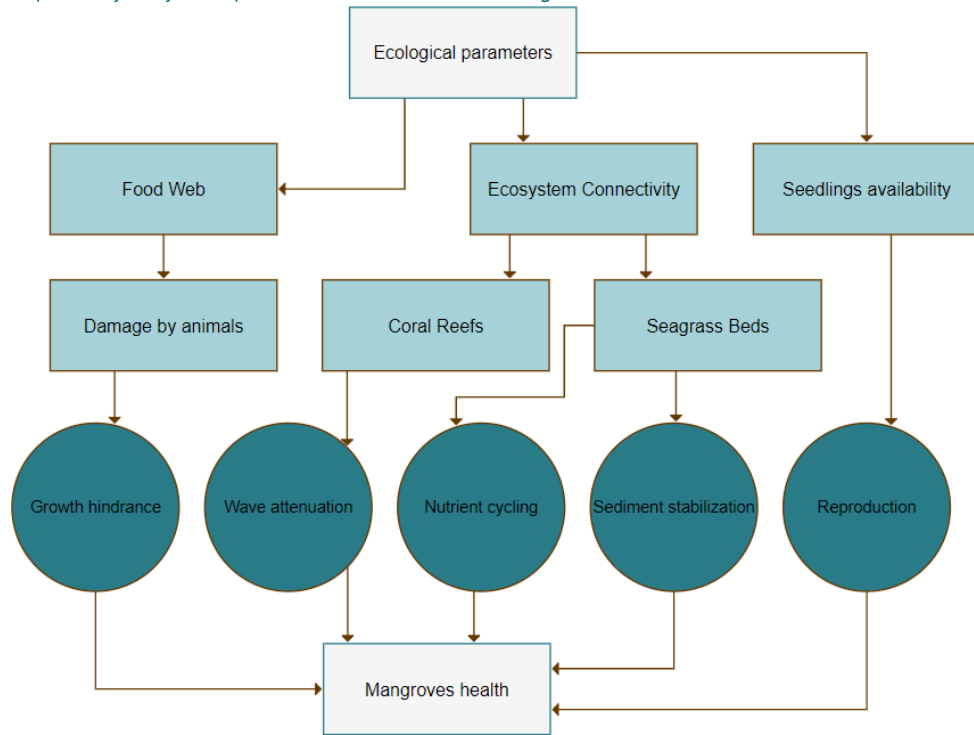 Ecological parameters
Food Web
Ecosystem Connectivity
Seedlings availability
Damage by animals
Coral Reefs
Seagrass Beds
Growth hindrance
Wave attenuation
Nutrient cycling
Sediment stabilization
Reproduction
Mangroves health